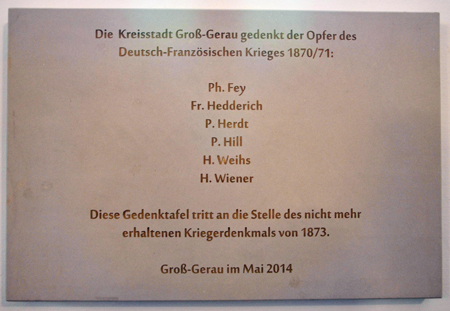 Die Kreisstadt Groß-Gerau gedenkt der Opfer des
Deutsch-Französischen Krieges 1870/71:
Ph. Fey
Fr. Hedderich
P. Herdt
P. Hill
H. Weihs
H. Wiener
Diese Gedenktafel tritt an die Stelle des nicht mehr
erhaltenen Kriegerdenkmals von 1873.
Groß-Gerau im Mai 2014